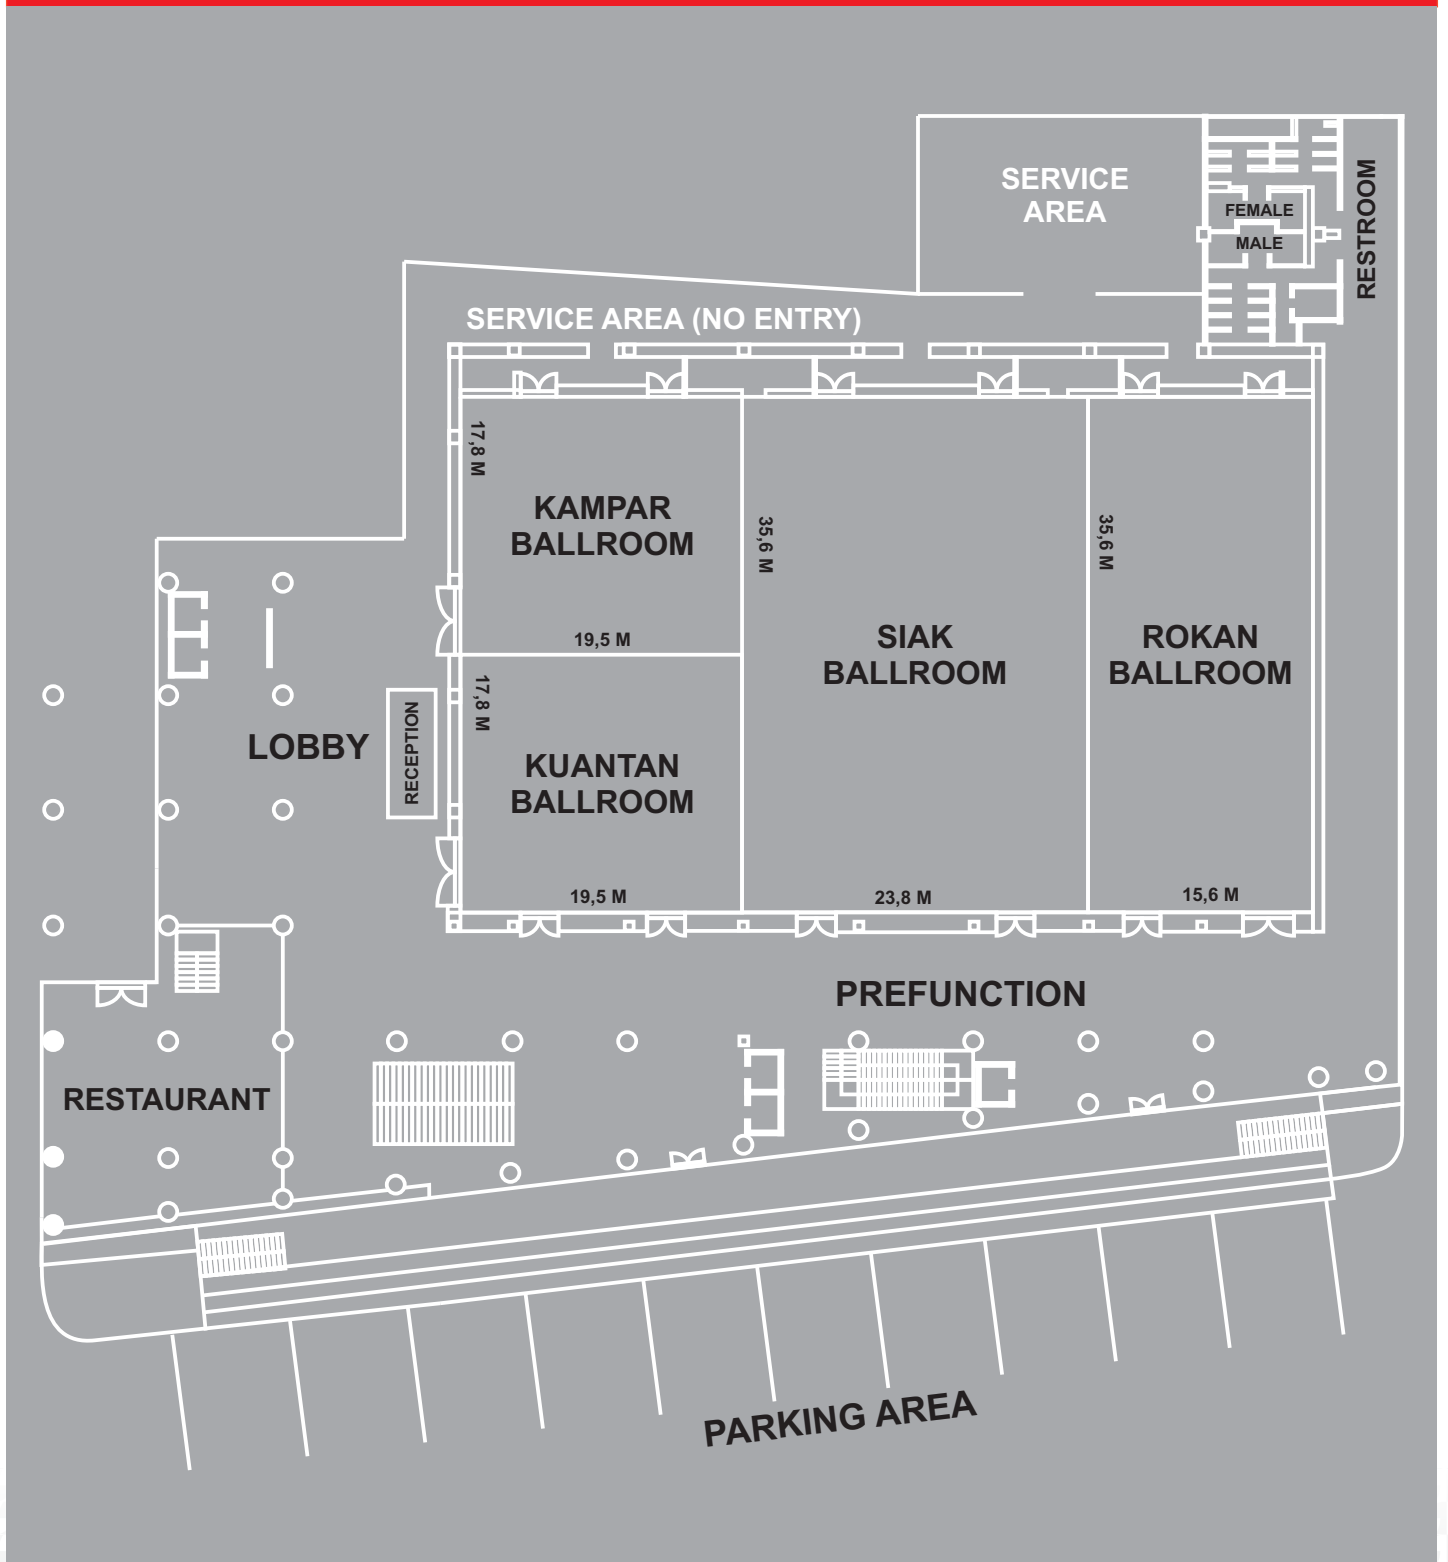 SERVICE
AREA
FEMALE
MALE
RESTROOM
SERVICE AREA (NO ENTRY)
17,8 M
KAMPAR
BALLROOM
19,5 M
35,6 M
35,6 M
SIAK
BALLROOM
ROKAN
BALLROOM
LOBBY
RECEPTION
17,8 M
KUANTAN
BALLROOM
19,5 M
23,8 M
15,6 M
PREFUNCTION
RESTAURANT
PARKING AREA